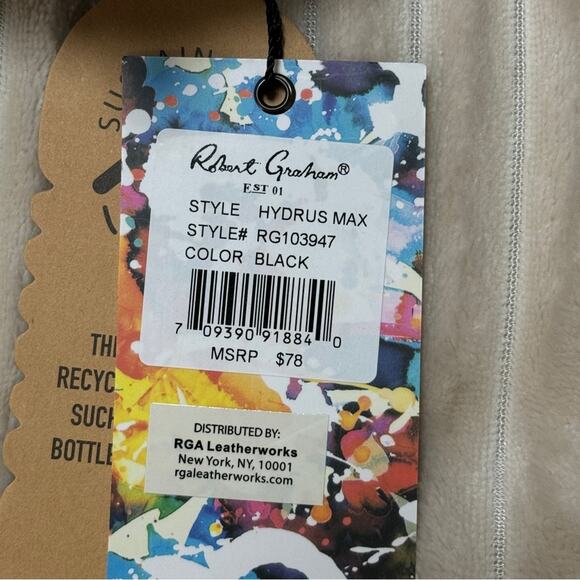 Robert Graham®
EST 01
STYLE HYDRUS MAX
STYLE# RG103947
COLOR BLACK
7 09390 91884 0
MSRP $78
DISTRIBUTED BY:
RGA Leatherworks
New York, NY, 10001
rgaleatherworks.com
RECYC
SUCH
BOTTLE